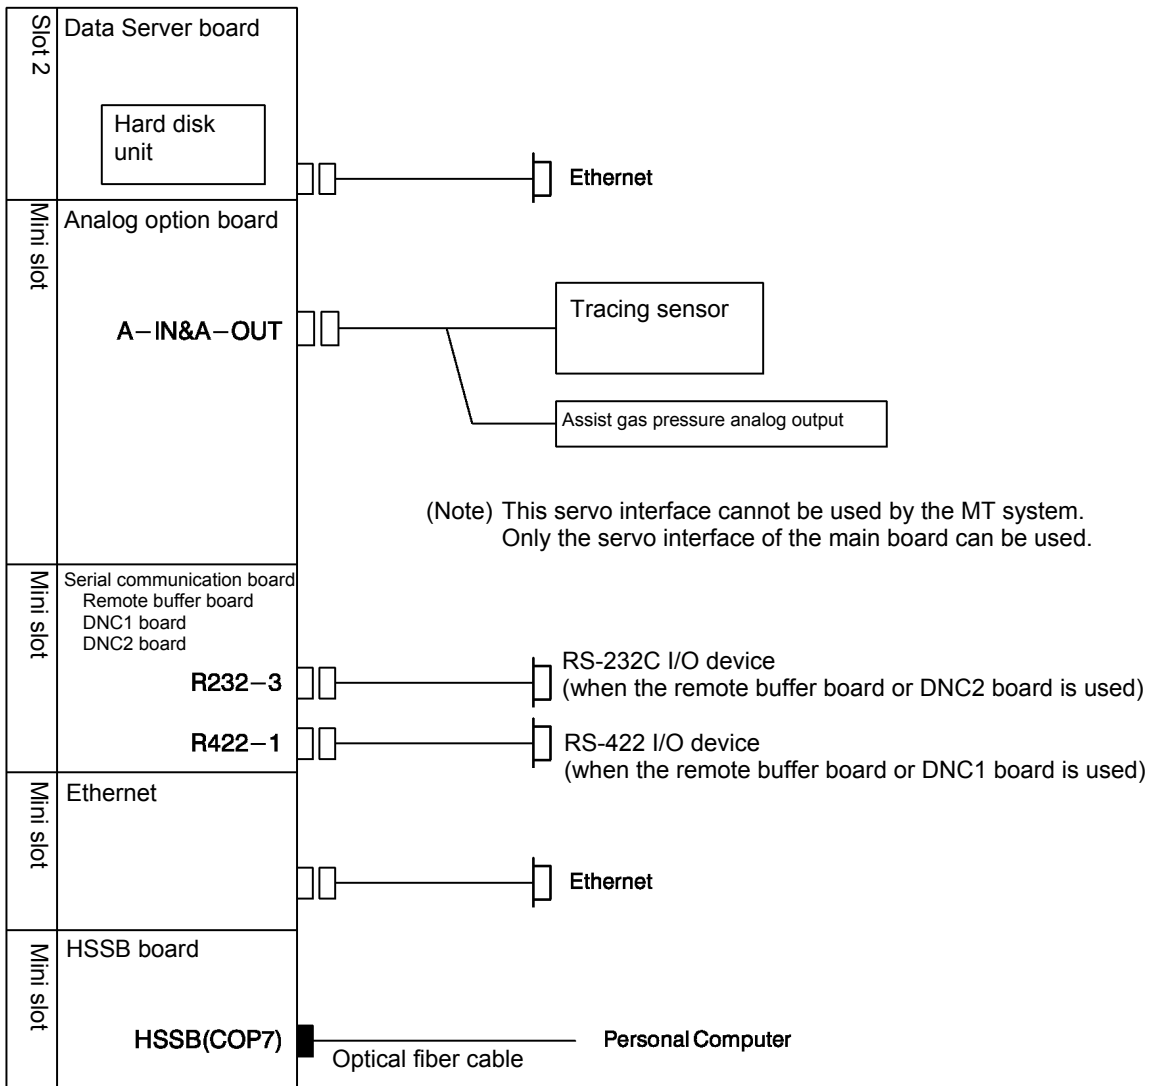 Slot 2
Data Server board
Hard disk
unit
Ethernet
Mini slot
Analog option board
A−IN&A−OUT
Tracing sensor
Assist gas pressure analog output
(Note) This servo interface cannot be used by the MT system.
Only the servo interface of the main board can be used.
Mini slot
Serial communication board
Remote buffer board
DNC1 board
DNC2 board
R232−3
RS-232C I/O device
(when the remote buffer board or DNC2 board is used)
R422−1
RS-422 I/O device
(when the remote buffer board or DNC1 board is used)
Mini slot
Ethernet
Ethernet
Mini slot
HSSB board
HSSB(COP7)
Optical fiber cable
Personal Computer